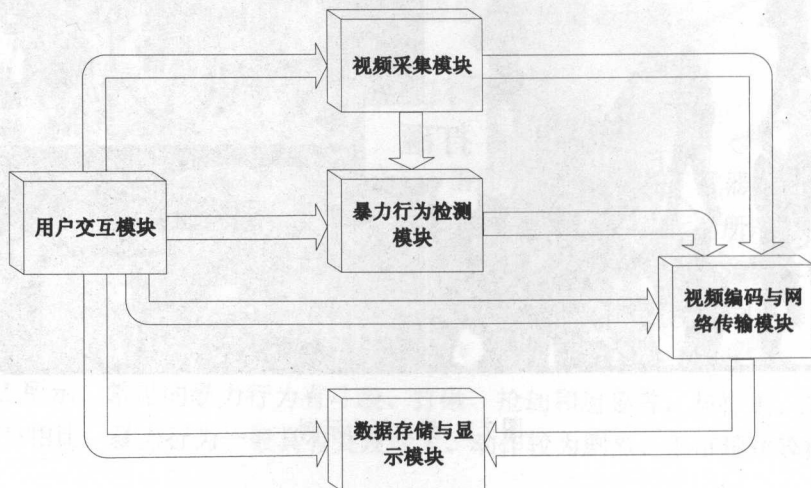 视频采集模块
用户交互模块
暴力行为检测
模块
视频编码与网
络传输模块
数据存储与显
示模块